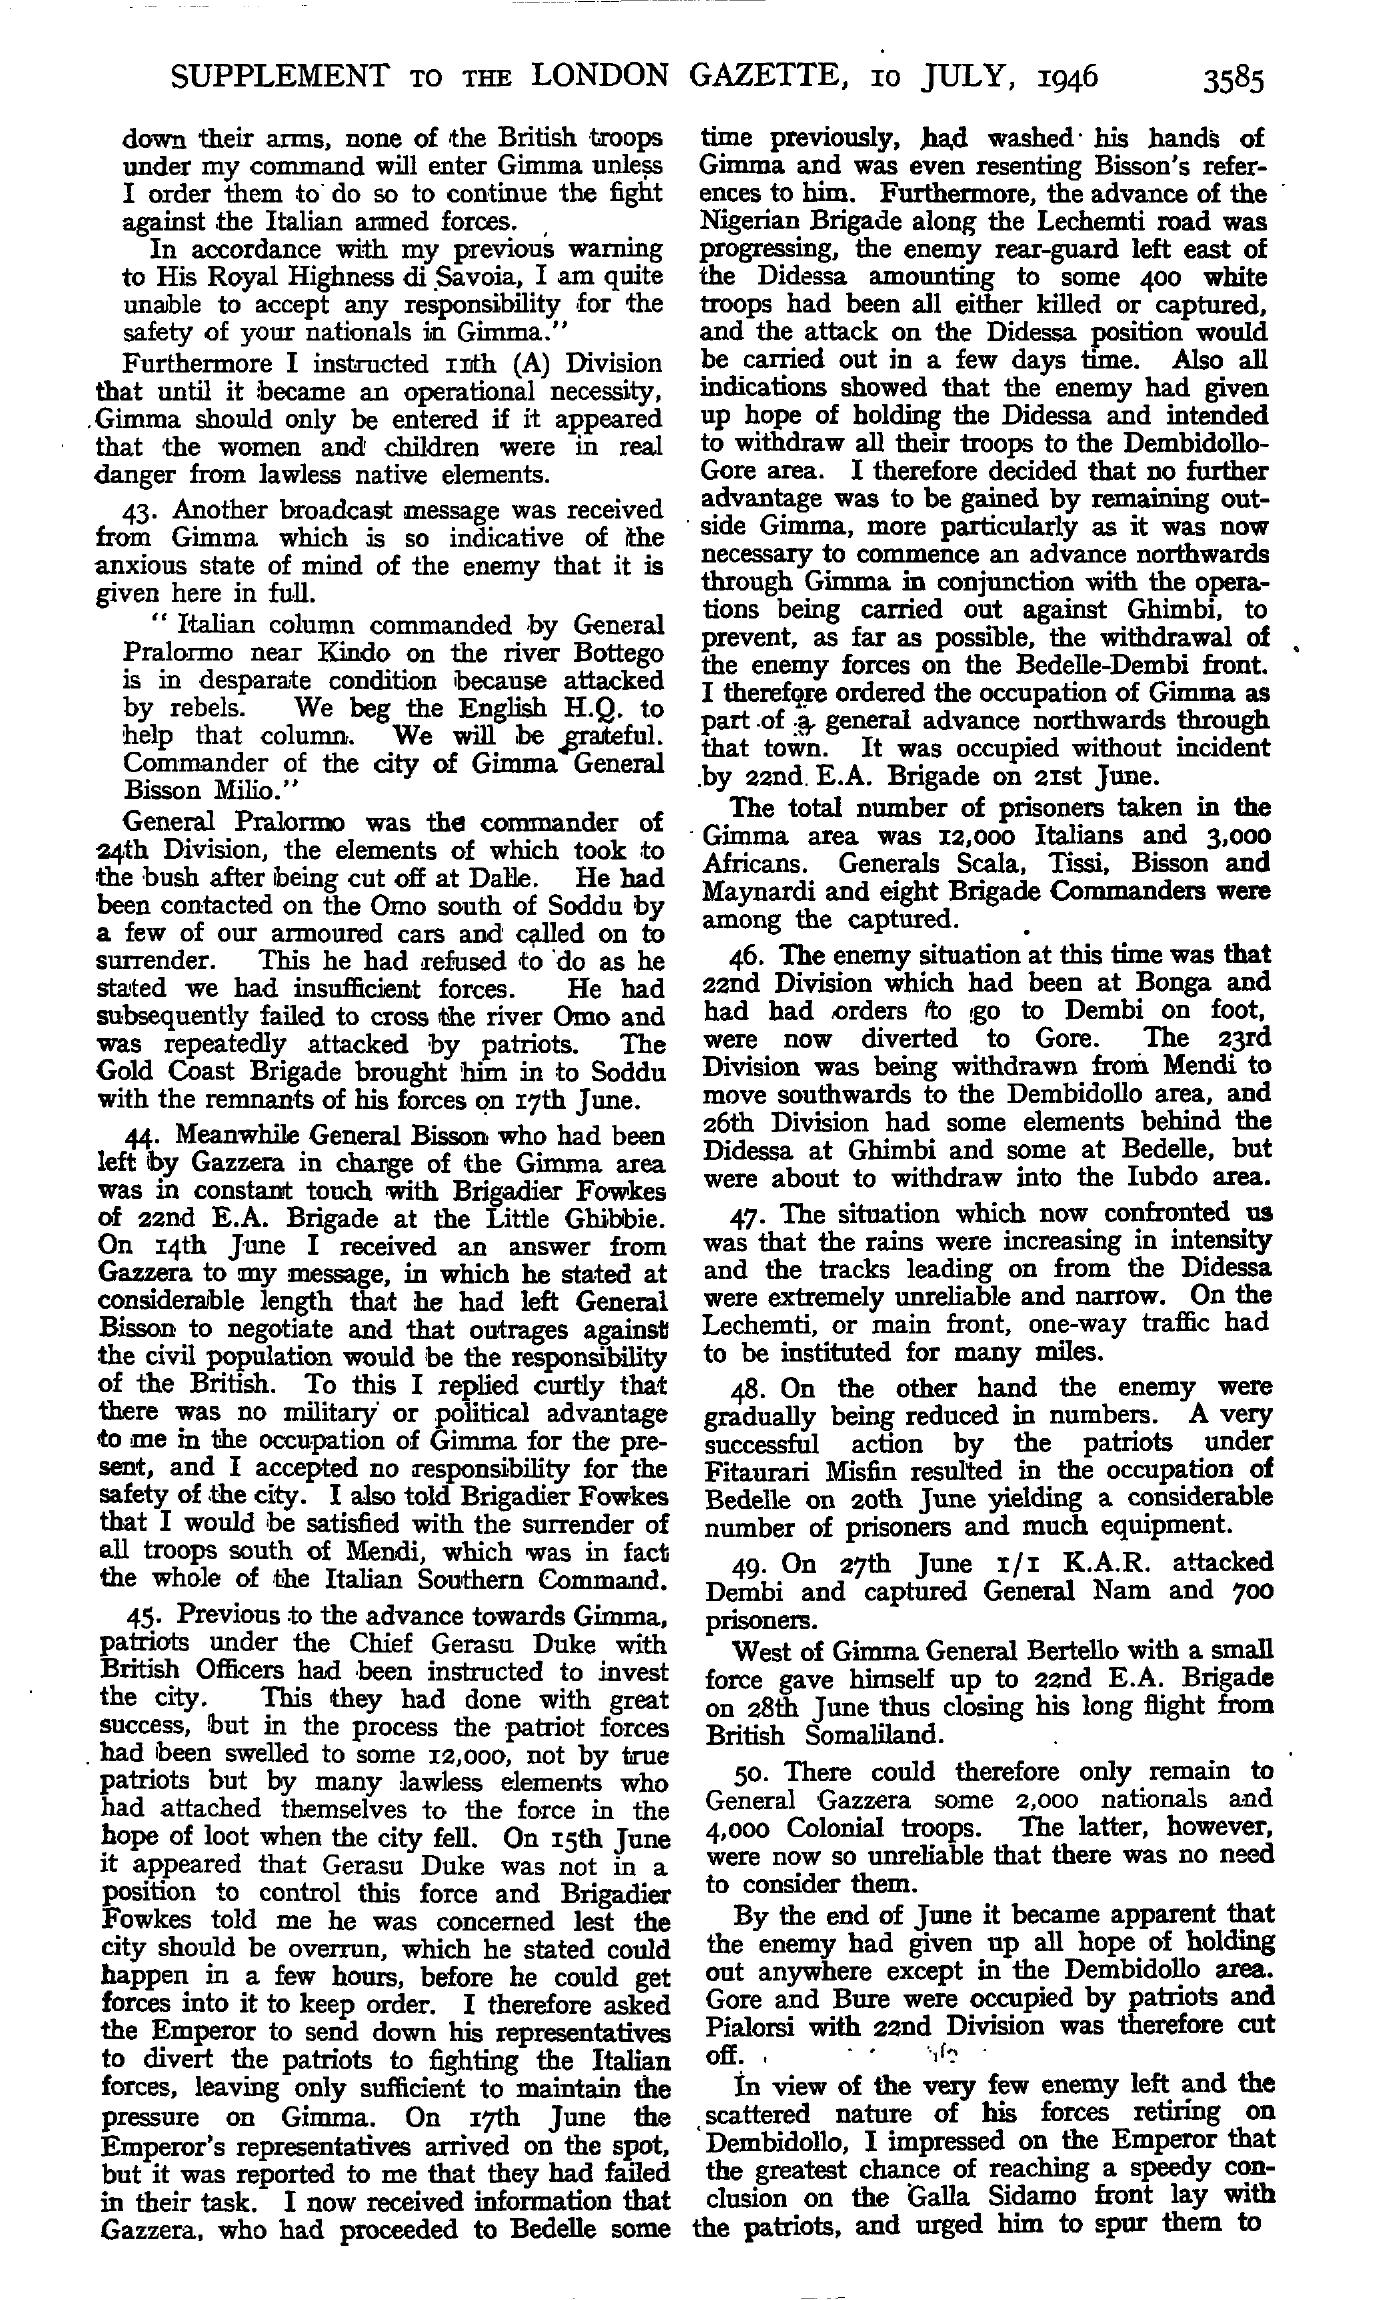 SUPPLEMENT TO THE LONDON GAZETTE, 10 JULY, 1946 3585
down their arms, none of the British troops
under my command will enter Gimma unless
I order them to do so to continue the fight
against the Italian armed forces.
In accordance with my previous warning
to His Royal Highness di Savoia, I am quite
unable to accept any responsibility for the
safety of your nationals in Gimma."
Furthermore I instructed 11th (A) Division
that until it became an operational necessity,
Gimma should only be entered if it appeared
that the women and children were in real
danger from lawless native elements.
43. Another broadcast message was received
from Gimma which is so indicative of the
anxious state of mind of the enemy that it is
given here in full.
"Italian column commanded by General
Pralormo near Kindo on the river Bottego
is in desparate condition because attacked
by rebels. We beg the English H.Q. to
help that column. We will be grateful.
Commander of the city of Gimma General
Bisson Milio."
General Pralormo was the commander of
24th Division, the elements of which took to
the bush after being cut off at Dalle. He had
been contacted on the Omo south of Soddu by
a few of our armoured cars and called on to
surrender. This he had refused to do as he
stated we had insufficient forces. He had
subsequently failed to cross the river Omo and
was repeatedly attacked by patriots. The
Gold Coast Brigade brought him in to Soddu
with the remnants of his forces on 17th June.
44. Meanwhile General Bisson who had been
left by Gazzera in charge of the Gimma area
was in constant touch with Brigadier Fowkes
of 22nd E.A. Brigade at the Little Ghibbie.
On 14th June I received an answer from
Gazzera to my message, in which he stated at
considerable length that he had left General
Bisson to negotiate and that outrages against
the civil population would be the responsibility
of the British. To this I replied curtly that
there was no military or political advantage
to me in the occupation of Gimma for the pre-
sent, and I accepted no responsibility for the
safety of the city. I also told Brigadier Fowkes
that I would be satisfied with the surrender of
all troops south of Mendi, which was in fact
the whole of the Italian Southern Command.
45. Previous to the advance towards Gimma,
patriots under the Chief Gerasu Duke with
British Officers had been instructed to invest
the city. This they had done with great
success, but in the process the patriot forces
had been swelled to some 12,000, not by true
patriots but by many lawless elements who
had attached themselves to the force in the
hope of loot when the city fell. On 15th June
it appeared that Gerasu Duke was not in a
position to control this force and Brigadier
Fowkes told me he was concerned lest the
city should be overrun, which he stated could
happen in a few hours, before he could get
forces into it to keep order. I therefore asked
the Emperor to send down his representatives
to divert the patriots to fighting the Italian
forces, leaving only sufficient to maintain the
pressure on Gimma. On 17th June the
Emperor's representatives arrived on the spot,
but it was reported to me that they had failed
in their task. I now received information that
Gazzera, who had proceeded to Bedelle some
time previously, had washed his hands of
Gimma and was even resenting Bisson's refer-
ences to him. Furthermore, the advance of the
Nigerian Brigade along the Lechemti road was
progressing, the enemy rear-guard left east of
the Didessa amounting to some 400 white
troops had been all either killed or captured,
and the attack on the Didessa position would
be carried out in a few days time. Also all
indications showed that the enemy had given
up hope of holding the Didessa and intended
to withdraw all their troops to the Dembidollo-
Gore area. I therefore decided that no further
advantage was to be gained by remaining out-
side Gimma, more particularly as it was now
necessary to commence an advance northwards
through Gimma in conjunction with the opera-
tions being carried out against Ghimbi, to
prevent, as far as possible, the withdrawal of
the enemy forces on the Bedelle-Dembi front.
I therefore ordered the occupation of Gimma as
part of a general advance northwards through
that town. It was occupied without incident
by 22nd E.A. Brigade on 21st June.
The total number of prisoners taken in the
Gimma area was 12,000 Italians and 3,000
Africans. Generals Scala, Tissi, Bisson and
Maynardi and eight Brigade Commanders were
among the captured.
46. The enemy situation at this time was that
22nd Division which had been at Bonga and
had had orders to go to Dembi on foot,
were now diverted to Gore. The 23rd
Division was being withdrawn from Mendi to
move southwards to the Dembidollo area, and
26th Division had some elements behind the
Didessa at Ghimbi and some at Bedelle, but
were about to withdraw into the Iubdo area.
47. The situation which now confronted us
was that the rains were increasing in intensity
and the tracks leading on from the Didessa
were extremely unreliable and narrow. On the
Lechemti, or main front, one-way traffic had
to be instituted for many miles.
48. On the other hand the enemy were
gradually being reduced in numbers. A very
successful action by the patriots under
Fitaurari Misfin resulted in the occupation of
Bedelle on 20th June yielding a considerable
number of prisoners and much equipment.
49. On 27th June 1/1 K.A.R. attacked
Dembi and captured General Nam and 700
prisoners.
West of Gimma General Bertello with a small
force gave himself up to 22nd E.A. Brigade
on 28th June thus closing his long flight from
British Somaliland.
50. There could therefore only remain to
General Gazzera some 2,000 nationals and
4,000 Colonial troops. The latter, however,
were now so unreliable that there was no need
to consider them.
By the end of June it became apparent that
the enemy had given up all hope of holding
out anywhere except in the Dembidollo area.
Gore and Bure were occupied by patriots and
Pialorsi with 22nd Division was therefore cut
off.
In view of the very few enemy left and the
scattered nature of his forces retiring on
Dembidollo, I impressed on the Emperor that
the greatest chance of reaching a speedy con-
clusion on the Galla Sidamo front lay with
the patriots, and urged him to spur them to